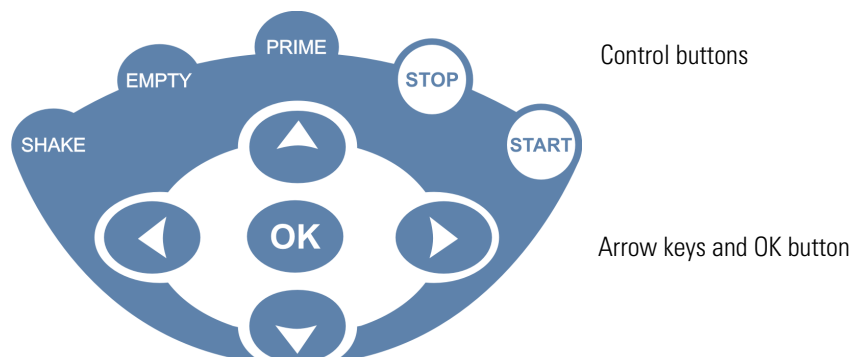 PRIME
Control buttons
EMPTY
STOP
SHAKE
START
OK
Arrow keys and OK button